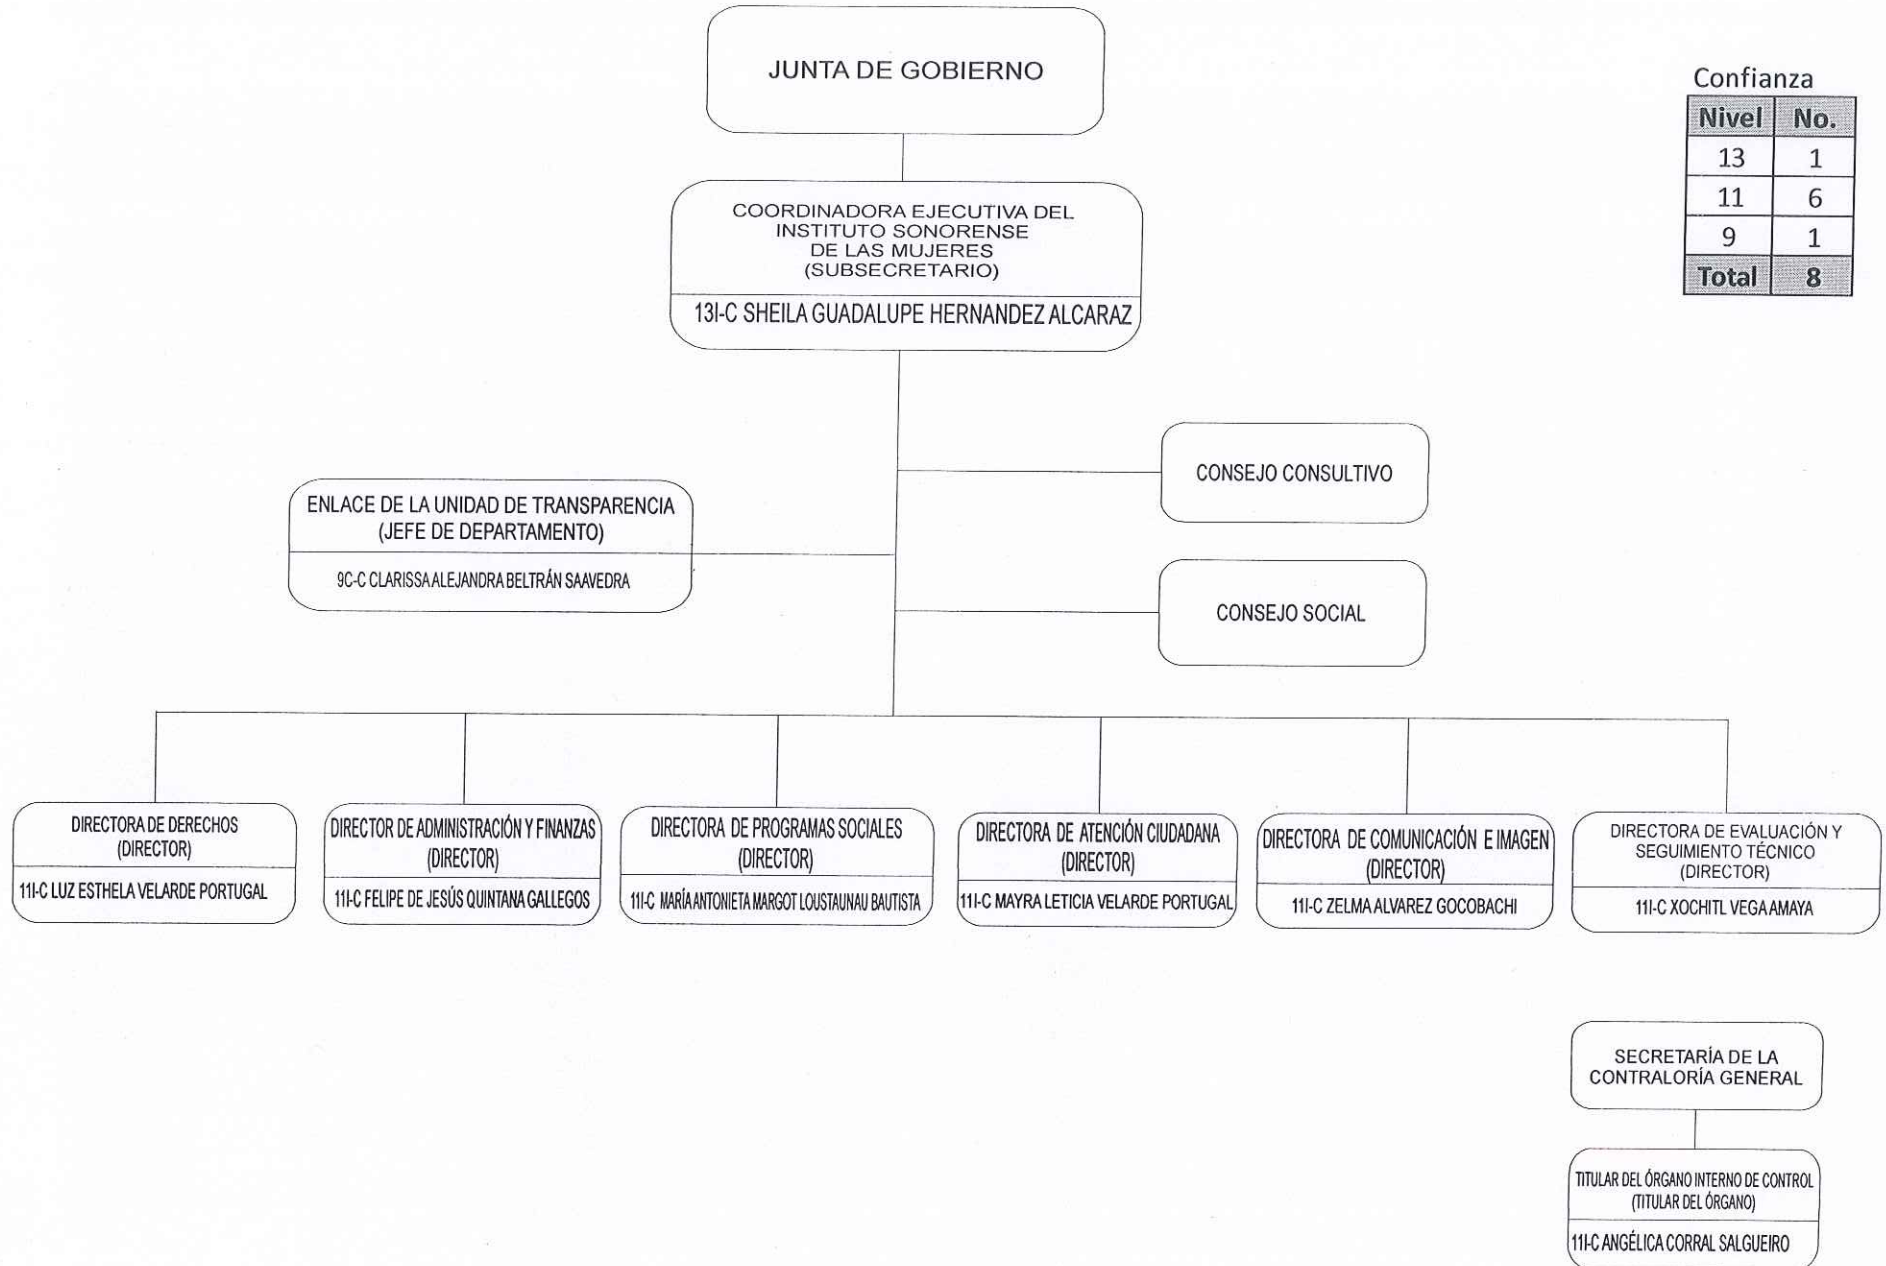 JUNTA DE GOBIERNO
Confianza
Nivel No.
13 1
11 6
9 1
Total 8
COORDINADORA EJECUTIVA DEL
INSTITUTO SONORENSE
DE LAS MUJERES
(SUBSECRETARIO)
13I-C SHEILA GUADALUPE HERNANDEZ ALCARAZ
CONSEJO CONSULTIVO
ENLACE DE LA UNIDAD DE TRANSPARENCIA
(JEFE DE DEPARTAMENTO)
9C-C CLARISSA ALEJANDRA BELTRÁN SAAVEDRA
CONSEJO SOCIAL
DIRECTORA DE DERECHOS
(DIRECTOR)
11I-C LUZ ESTHELA VELARDE PORTUGAL
DIRECTOR DE ADMINISTRACIÓN Y FINANZAS
(DIRECTOR)
11I-C FELIPE DE JESÚS QUINTANA GALLEGOS
DIRECTORA DE PROGRAMAS SOCIALES
(DIRECTOR)
11I-C MARÍA ANTONIETA MARGOT LOUSTAUNAU BAUTISTA
DIRECTORA DE ATENCIÓN CIUDADANA
(DIRECTOR)
11I-C MAYRA LETICIA VELARDE PORTUGAL
DIRECTORA DE COMUNICACIÓN E IMAGEN
(DIRECTOR)
11I-C ZELMA ALVAREZ GOCOBACHI
DIRECTORA DE EVALUACIÓN Y
SEGUIMIENTO TÉCNICO
(DIRECTOR)
11I-C XOCHITL VEGA AMAYA
SECRETARÍA DE LA
CONTRALORÍA GENERAL
TITULAR DEL ÓRGANO INTERNO DE CONTROL
(TITULAR DEL ÓRGANO)
11I-C ANGÉLICA CORRAL SALGUEIRO